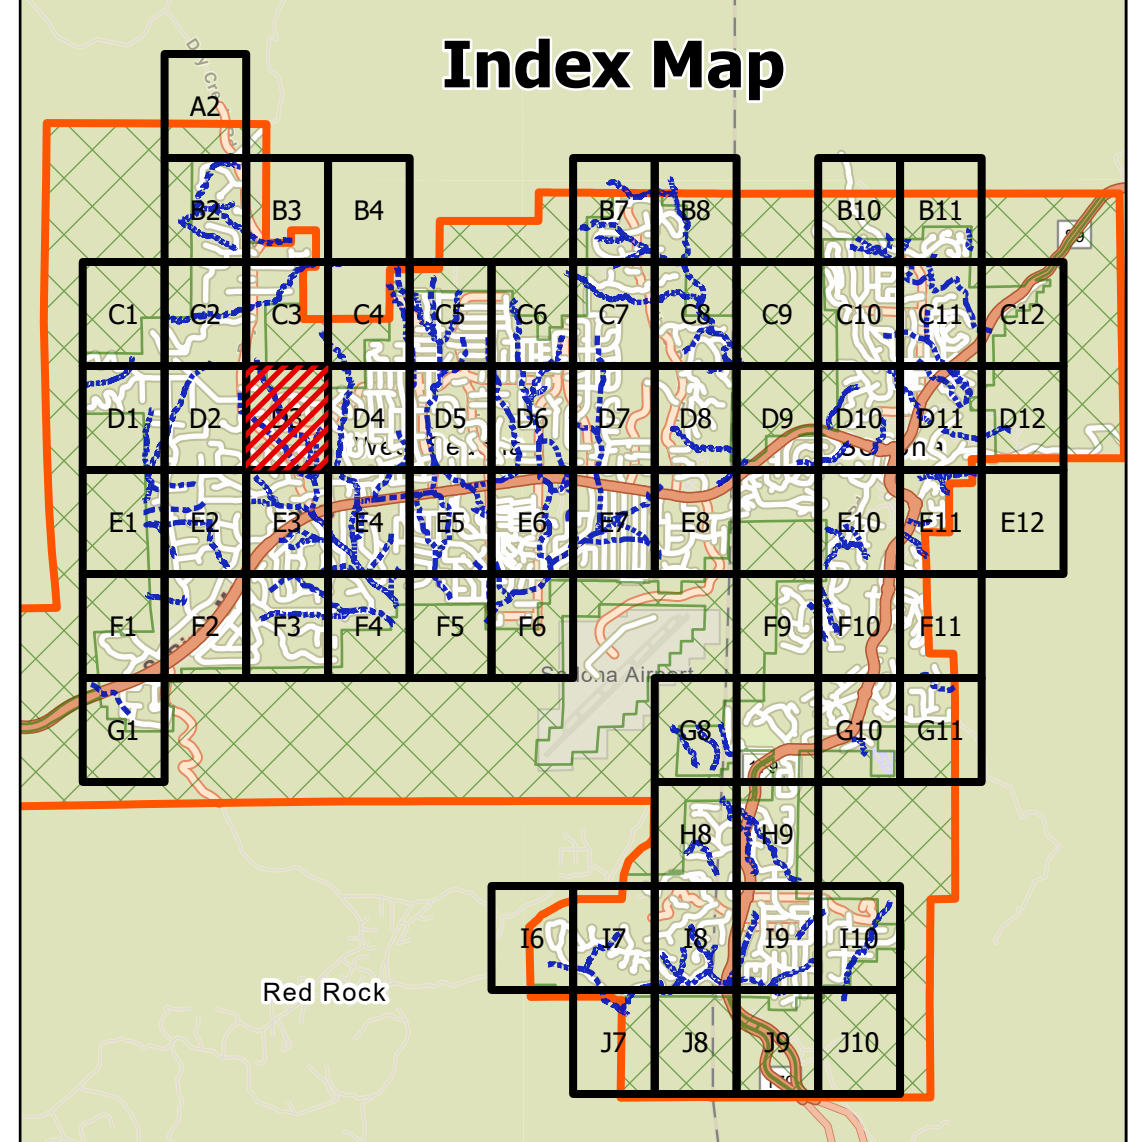 Index Map
A2
B2 B3 B4 B7 B8 B10 B11
C1 C2 C3 C4 C5 C6 C7 C8 C9 C10 C11 C12
D1 D2 D3 D4 D5 D6 D7 D8 D9 D10 D11 D12
E1 E2 E3 E4 E5 E6 E7 E8 E10 E11 E12
F1 F2 F3 F4 F5 F6 F9 F10 F11
Sedona Airport
G1 G8 G10 G11
H8 H9
I6 I7 I8 I9 I10
Red Rock
J7 J8 J9 J10